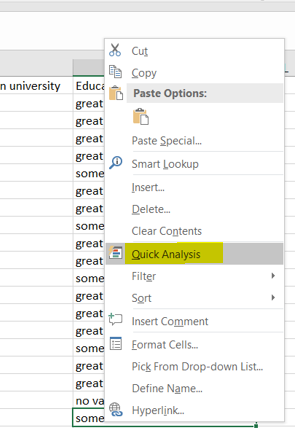 n university
Educa
great
great
great
great
some
great
great
some
great
great
some
great
great
great
some
great
great
no va
some
Cut
Copy
Paste Options:
Paste Special...
Smart Lookup
Insert...
Delete...
Clear Contents
Quick Analysis
Filter
Sort
Insert Comment
Format Cells...
Pick From Drop-down List...
Define Name...
Hyperlink...